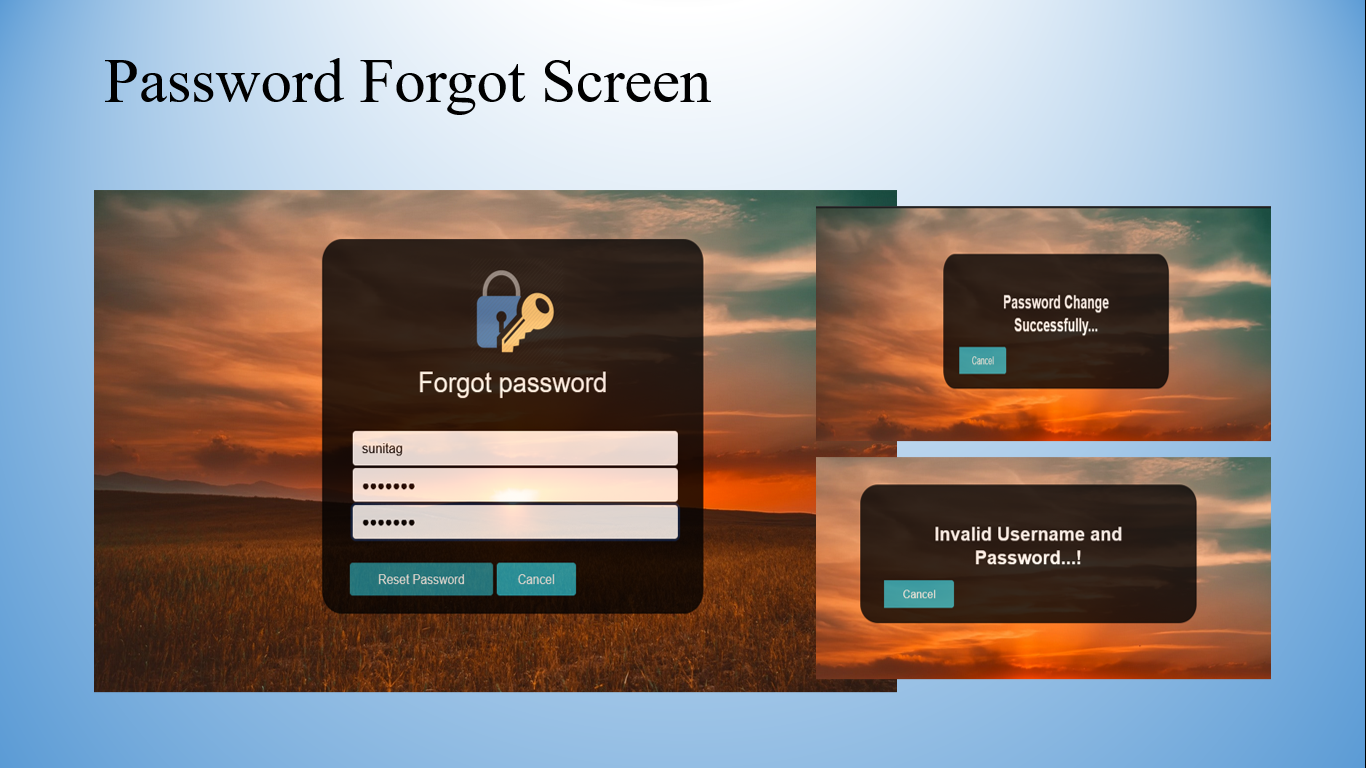 Password Forgot Screen
Forgot password
sunitag
•••••••
•••••••
Reset Password Cancel
Password Change
Successfully...
Cancel
Invalid Username and
Password...!
Cancel